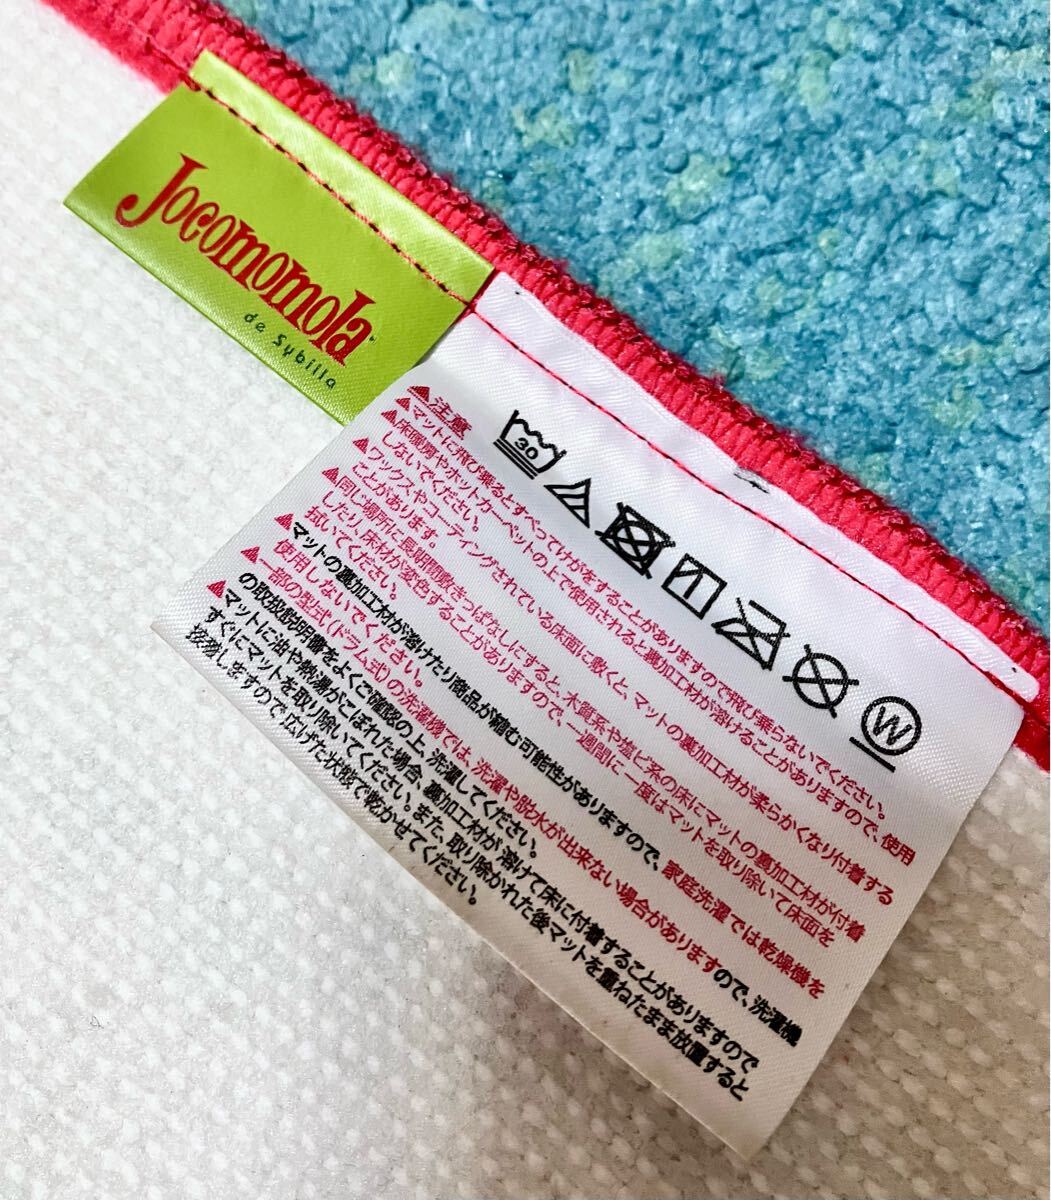 Jocomomola
de Sybilla
30
W
▲注意
▲マットに飛び乗るとすべってけがをすることがありますので飛び乗らないでください。
▲床暖房やホットカーペットの上で使用されると裏加工材が溶けることがありますので、使用
しないでください。
▲ワックスやコーティングされている床面に敷くと、マットの裏加工材が柔らかくなり付着する
ことがあります。
▲同じ場所に長期間敷きっぱなしにすると、木質系や塩ビ系の床にマットの裏加工材が付着
したり、床材が変色することがありますので、一週間に一度はマットを取り除いて床面を
拭いてください。
▲マットの裏加工材が溶けたり商品が縮む可能性がありますので、家庭洗濯では乾燥機を
使用しないでください。
▲一部の型式(ドラム式)の洗濯機では、洗濯や脱水が出来ない場合がありますので、洗濯機
の取扱説明書をよくご確認の上、洗濯してください。
▲マットに油や熱湯がこぼれた場合、裏加工材が溶けて床に付着することがありますので
すぐにマットを取り除いてください。また、取り除かれた後マットを重ねたまま放置すると
接着しますので広げた状態で乾かせてください。